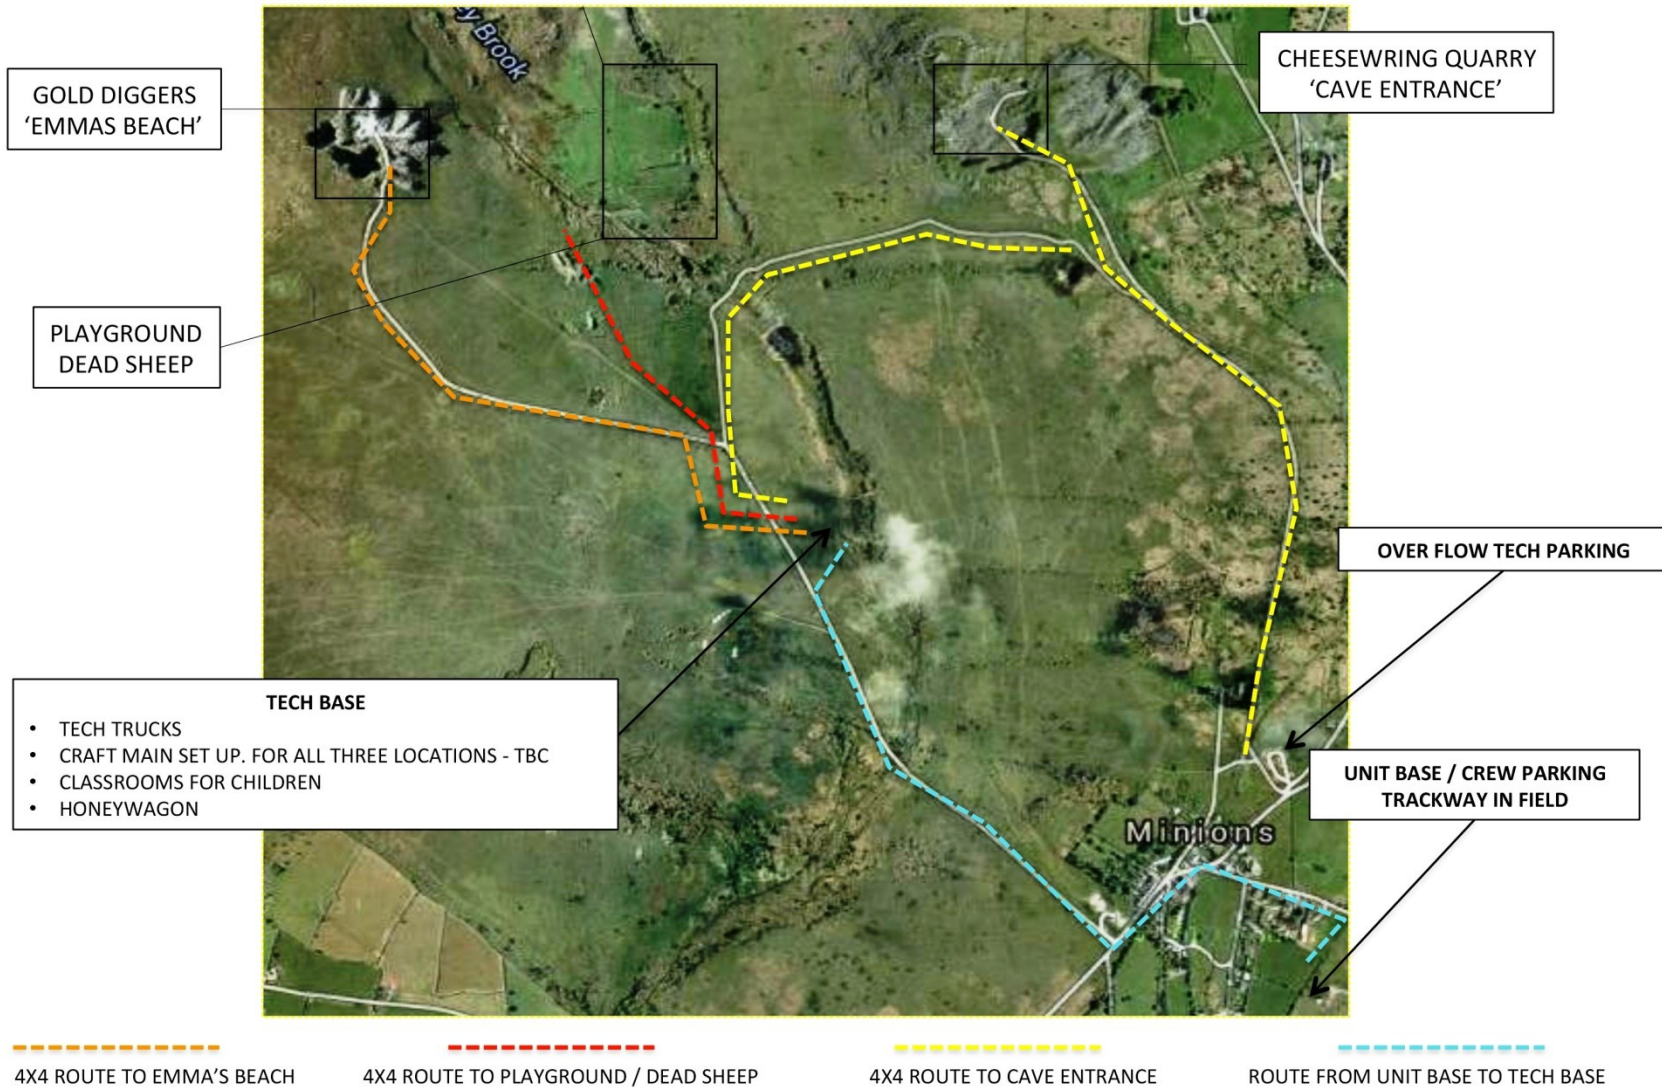 ey Brook
GOLD DIGGERS
‘EMMAS BEACH’
CHEESEWRING QUARRY
‘CAVE ENTRANCE’
PLAYGROUND
DEAD SHEEP
OVER FLOW TECH PARKING
TECH BASE
• TECH TRUCKS
• CRAFT MAIN SET UP. FOR ALL THREE LOCATIONS - TBC
• CLASSROOMS FOR CHILDREN
• HONEYWAGON
UNIT BASE / CREW PARKING
TRACKWAY IN FIELD
Minions
4X4 ROUTE TO EMMA’S BEACH
4X4 ROUTE TO PLAYGROUND / DEAD SHEEP
4X4 ROUTE TO CAVE ENTRANCE
ROUTE FROM UNIT BASE TO TECH BASE